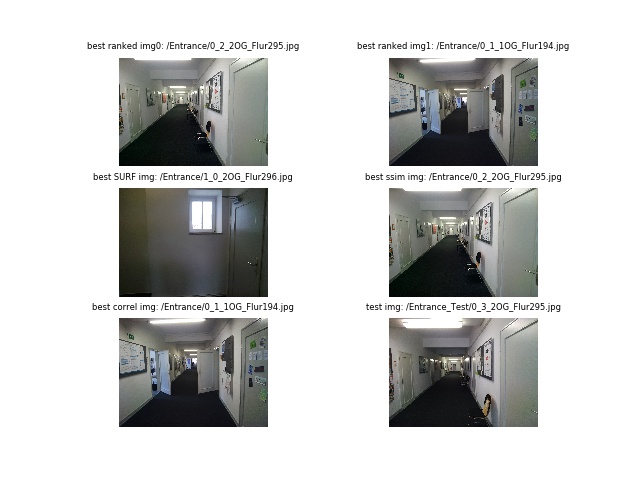 best ranked img0: /Entrance/0_2_2OG_Flur295.jpg
best ranked img1: /Entrance/0_1_1OG_Flur194.jpg
best SURF img: /Entrance/1_0_2OG_Flur296.jpg
best ssim img: /Entrance/0_2_2OG_Flur295.jpg
best correl img: /Entrance/0_1_1OG_Flur194.jpg
test img: /Entrance_Test/0_3_2OG_Flur295.jpg